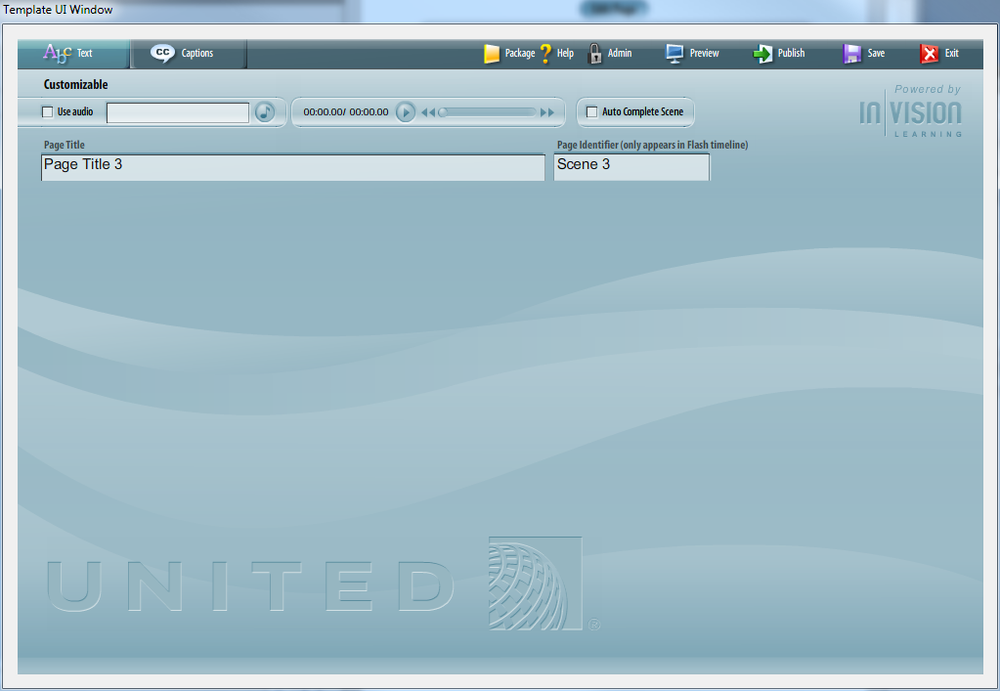 Template UI Window
Abc Text CC Captions Package ? Help Admin Preview Publish Save Exit
Customizable
Powered by
Use audio 00:00.00/ 00:00.00 Auto Complete Scene
IN VISION
LEARNING
Page Title Page Identifier (only appears in Flash timeline)
Page Title 3 Scene 3
UNITED ®